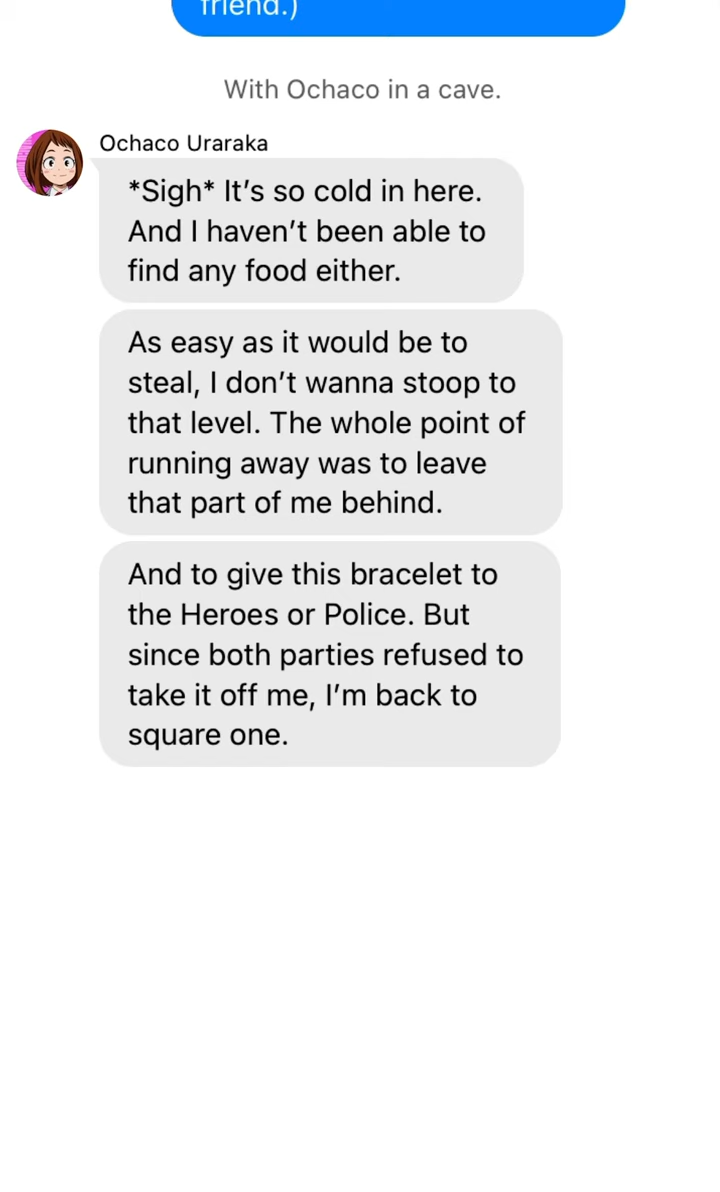 friend.)
With Ochaco in a cave.
Ochaco Uraraka
*Sigh* It's so cold in here.
And I haven't been able to
find any food either.
As easy as it would be to
steal, I don't wanna stoop to
that level. The whole point of
running away was to leave
that part of me behind.
And to give this bracelet to
the Heroes or Police. But
since both parties refused to
take it off me, I'm back to
square one.